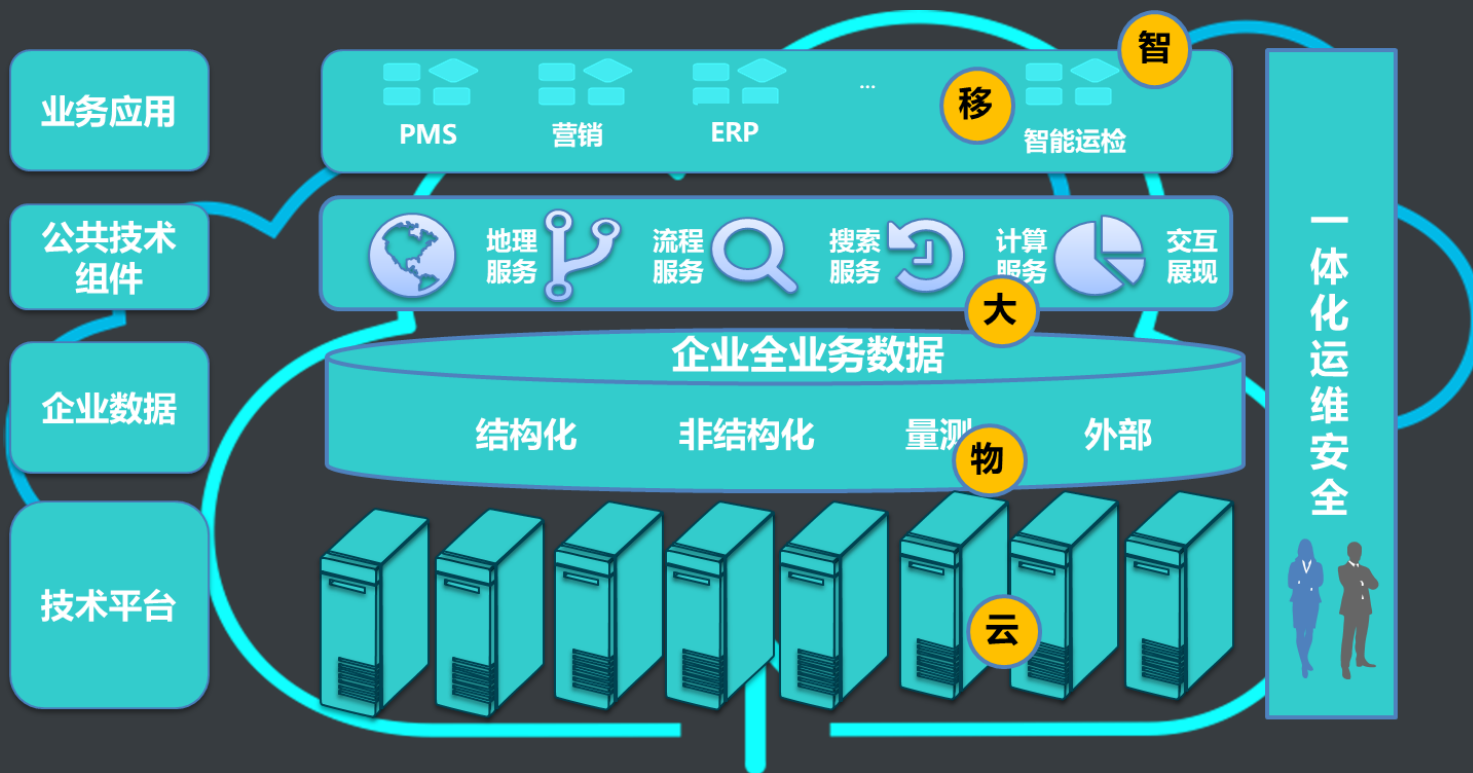 业务应用
PMS
营销
ERP
...
移
智
智能运检
公共技术
组件
地理
服务
流程
服务
搜索
服务
计算
服务
交互
展现
大
企业数据
企业全业务数据
结构化
非结构化
量测
外部
物
技术平台
云
一体化运维安全